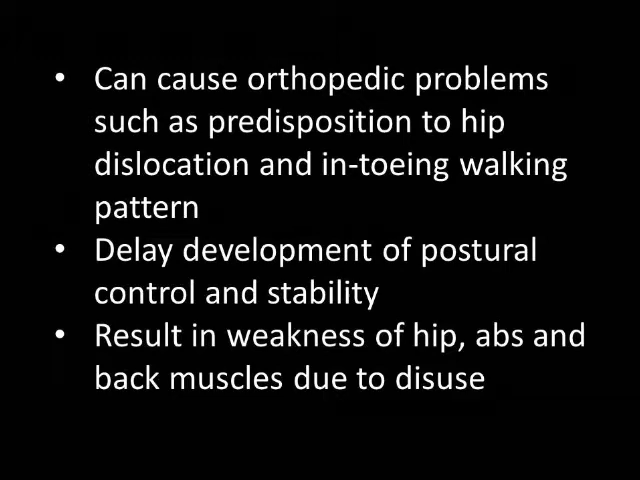 • Can cause orthopedic problems
such as predisposition to hip
dislocation and in-toeing walking
pattern
• Delay development of postural
control and stability
• Result in weakness of hip, abs and
back muscles due to disuse